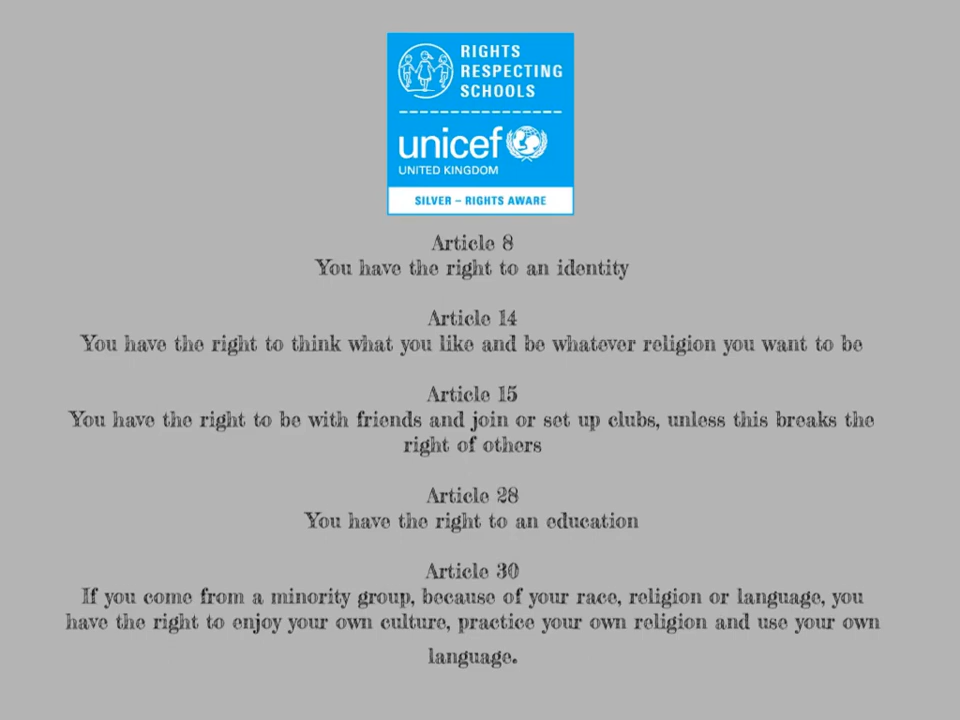 RIGHTS
RESPECTING
SCHOOLS
unicef
UNITED KINGDOM
SILVER – RIGHTS AWARE
Article 8
You have the right to an identity
Article 14
You have the right to think what you like and be whatever religion you want to be
Article 15
You have the right to be with friends and join or set up clubs, unless this breaks the
right of others
Article 28
You have the right to an education
Article 30
If you come from a minority group, because of your race, religion or language, you
have the right to enjoy your own culture, practice your own religion and use your own
language.